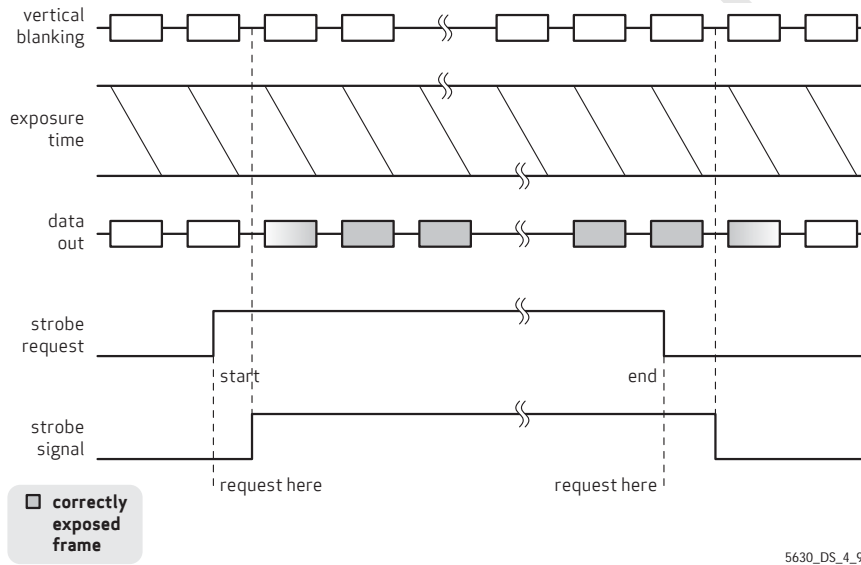 vertical
blanking
exposure
time
data
out
strobe
request
start
end
strobe
signal
request here
request here
correctly
exposed
frame
5630_DS_4_9